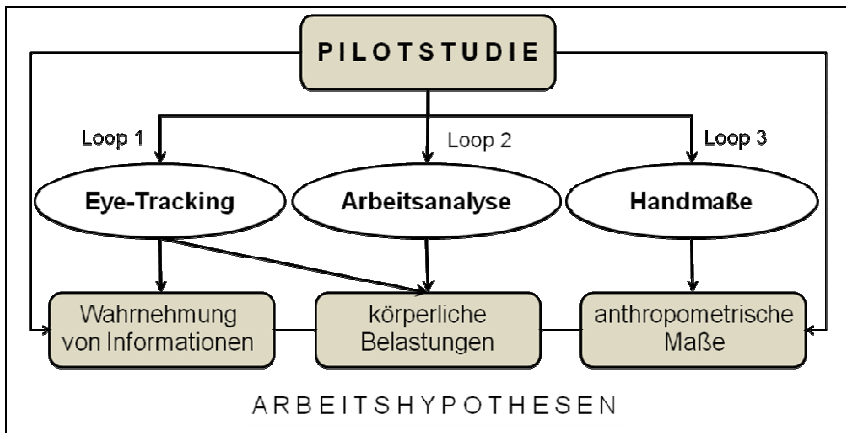 PILOTSTUDIE
Loop 1
Loop 2
Loop 3
Eye-Tracking
Arbeitsanalyse
Handmaße
Wahrnehmung
von Informationen
körperliche
Belastungen
anthropometrische
Maße
ARBEITSHYPOTHESEN